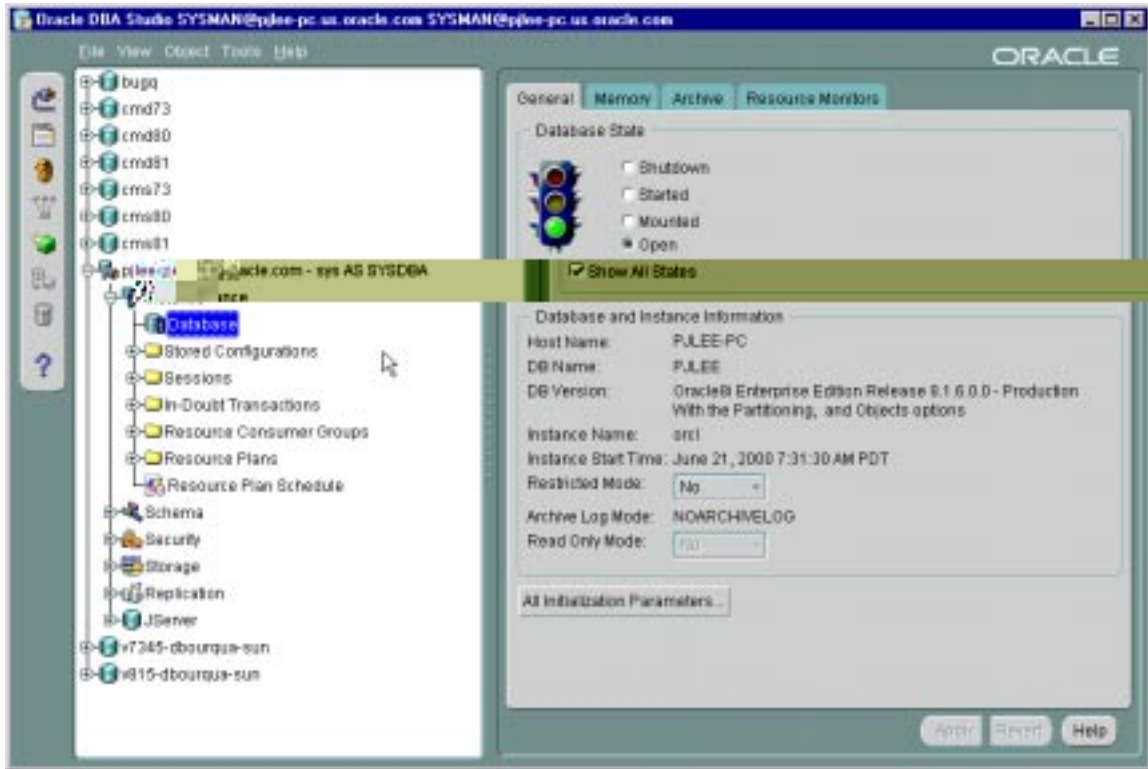 Oracle DBA Studio SYSMAN@pjlee-pc.us.oracle.com SYSMAN@pjlee-pc.us.oracle.com
File View Object Tools Help
ORACLE
bugq
cmd73
cmd80
cmd81
cms73
cms80
cms81
acle.com - sys AS SYSDBA
Database
Stored Configurations
Sessions
In-Doubt Transactions
Resource Consumer Groups
Resource Plans
Resource Plan Schedule
Schema
Security
Storage
Replication
JServer
v7345-dbourqua-sun
v815-dbourqua-sun
General Memory Archive Resource Monitors
Database State
Shutdown
Started
Mounted
Open
Show All States
Database and Instance Information
Host Name: PJLEE-PC
DB Name: PJLEE
DB Version: Oracle8i Enterprise Edition Release 8.1.6.0.0 - Production
With the Partitioning, and Objects options
Instance Name: orcl
Instance Start Time: June 21, 2000 7:31:30 AM PDT
Restricted Mode: No
Archive Log Mode: NOARCHIVELOG
Read Only Mode: No
All Initialization Parameters...
Apply Revert Help